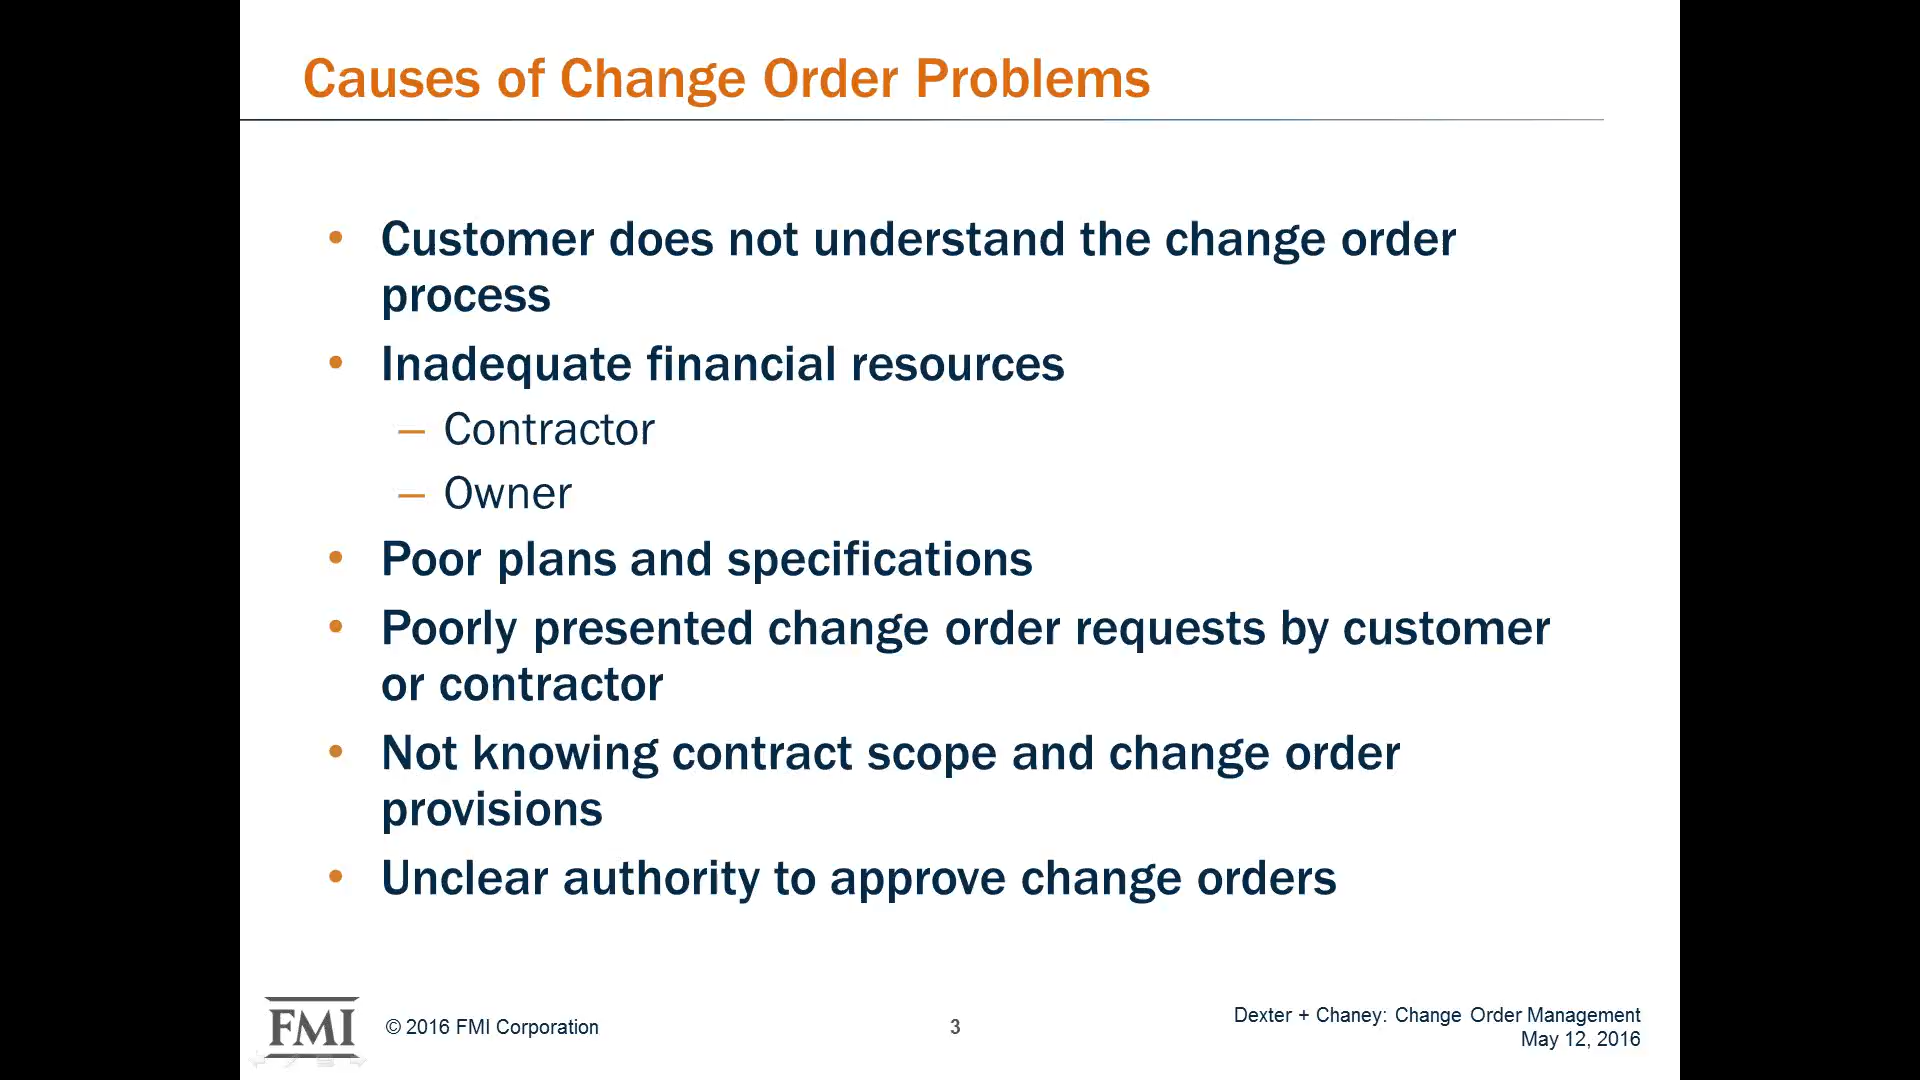 Causes of Change Order Problems
• Customer does not understand the change order
process
• Inadequate financial resources
– Contractor
– Owner
• Poor plans and specifications
• Poorly presented change order requests by customer
or contractor
• Not knowing contract scope and change order
provisions
• Unclear authority to approve change orders
FMI
© 2016 FMI Corporation
3
Dexter + Chaney: Change Order Management
May 12, 2016